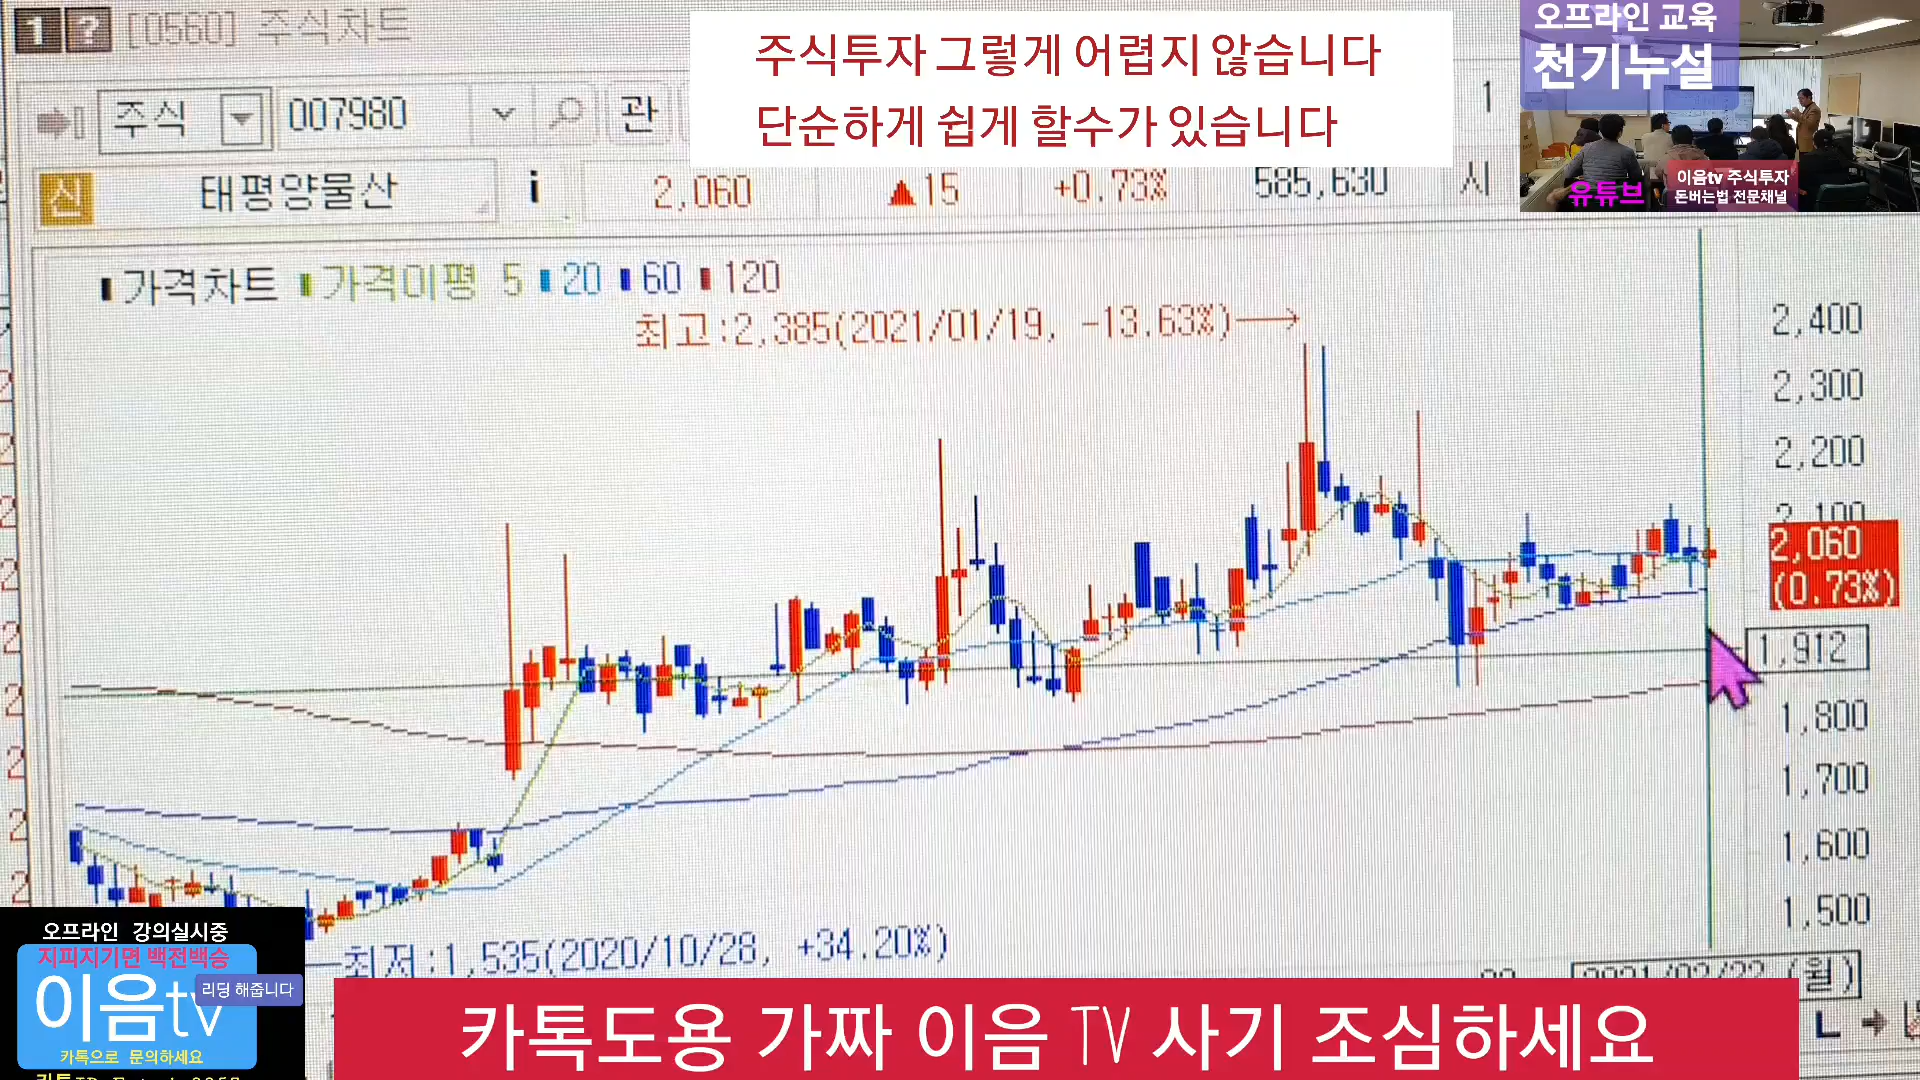 1 ? [0560] 주식차트
주식투자 그렇게 어렵지 않습니다
단순하게 쉽게 할수가 있습니다
오프라인 교육
천기누설
유튜브
이음tv 주식투자
돈버는법 전문채널
주식 007980 관
1
신 태평양물산 i 2,060 ▲15 +0.73% 585,630 시
가격차트 가격이평 5 20 60 120
최고:2,385(2021/01/19, -13.63%)
2,400
2,300
2,200
2,100
2,060
(0.73%)
1,912
1,800
1,700
1,600
1,500
최저:1,535(2020/10/28, +34.20%)
2021/02/22 (월)
L
오프라인 강의실시중
지피지기면 백전백승
이음tv
리딩 해줍니다
카톡으로 문의하세요
카톡도용 가짜 이음 TV 사기 조심하세요